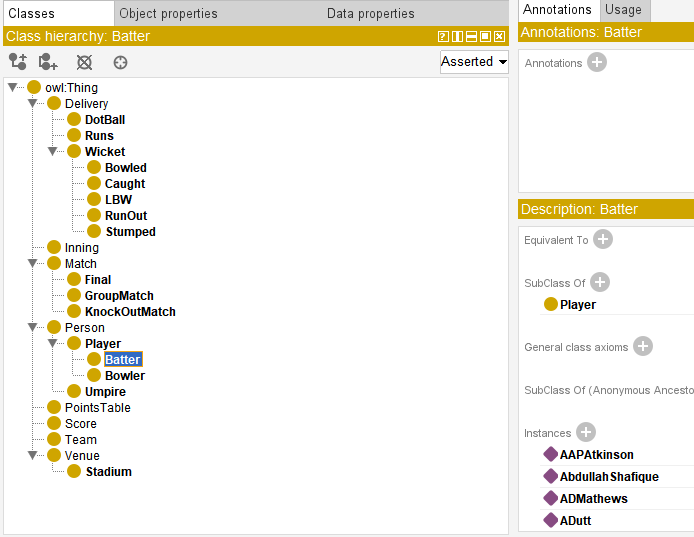 Classes
Object properties
Data properties
Class hierarchy: Batter
Asserted
owl:Thing
Delivery
DotBall
Runs
Wicket
Bowled
Caught
LBW
RunOut
Stumped
Inning
Match
Final
GroupMatch
KnockOutMatch
Person
Player
Batter
Bowler
Umpire
PointsTable
Score
Team
Venue
Stadium
Annotations
Usage
Annotations: Batter
Annotations
Description: Batter
Equivalent To
SubClass Of
Player
General class axioms
SubClass Of (Anonymous Ancesto
Instances
AAPAtkinson
AbdullahShafique
ADMathews
ADutt